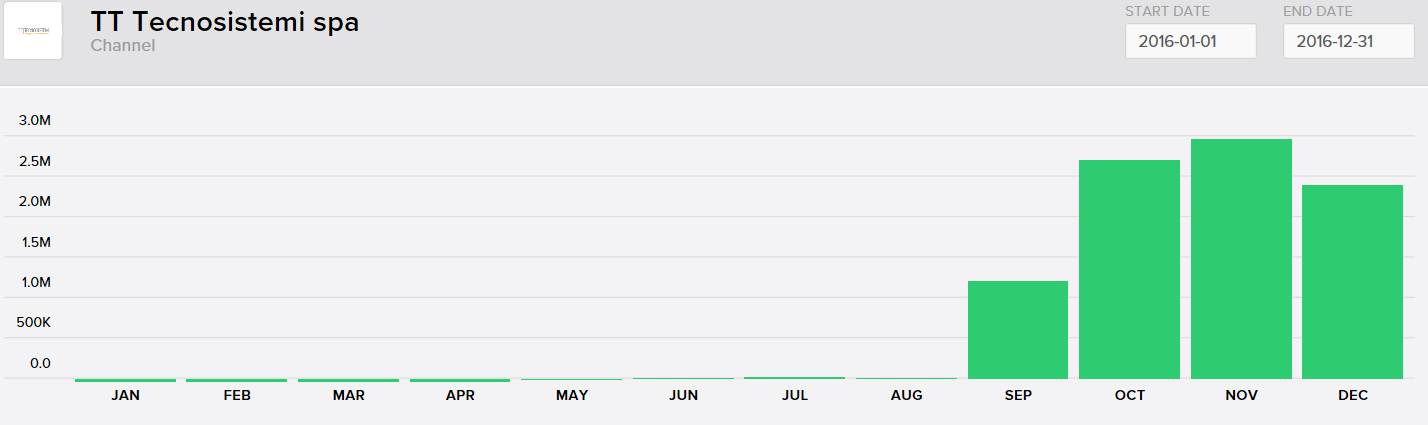 TT Tecnosistemi spa
Channel
START DATE
2016-01-01
END DATE
2016-12-31
3.0M
2.5M
2.0M
1.5M
1.0M
500K
0.0
JAN FEB MAR APR MAY JUN JUL AUG SEP OCT NOV DEC